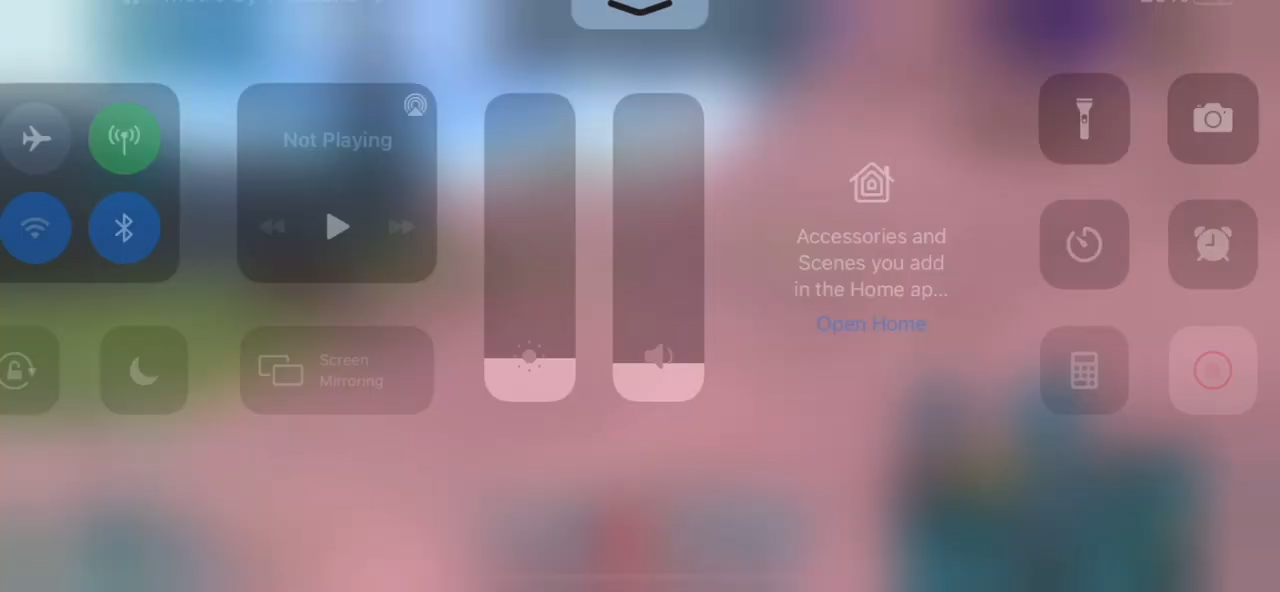 Not Playing
Screen
Mirroring
Accessories and
Scenes you add
in the Home ap...
Open Home